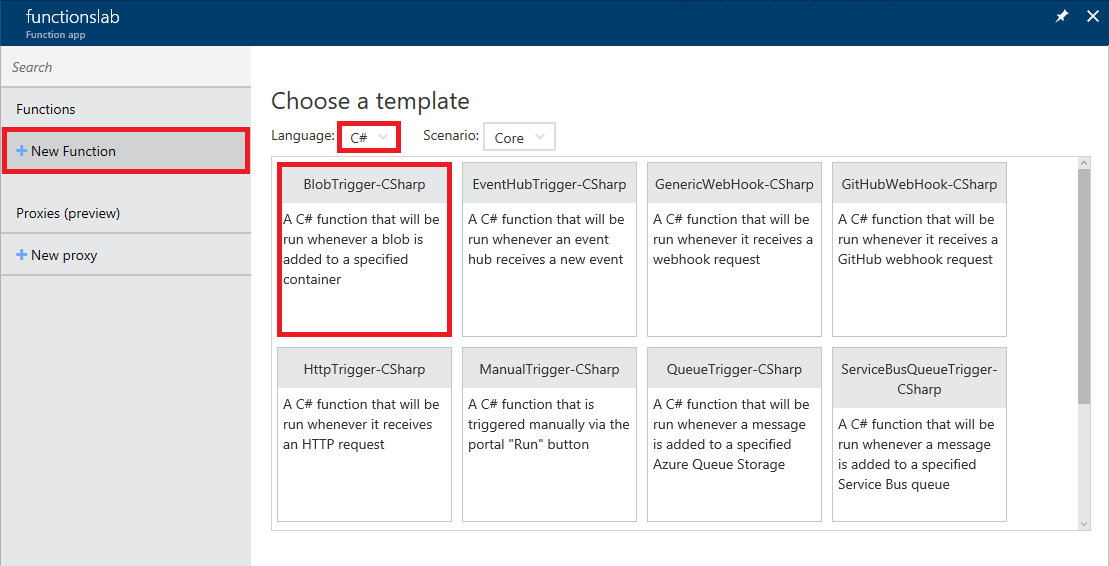 functionslab
Function app
Search
Functions
+ New Function
Proxies (preview)
+ New proxy
Choose a template
Language: C# Scenario: Core
BlobTrigger-CSharp
A C# function that will be
run whenever a blob is
added to a specified
container
EventHubTrigger-CSharp
A C# function that will be
run whenever an event
hub receives a new event
GenericWebHook-CSharp
A C# function that will be
run whenever it receives a
webhook request
GitHubWebHook-CSharp
A C# function that will be
run whenever it receives a
GitHub webhook request
HttpTrigger-CSharp
A C# function that will be
run whenever it receives
an HTTP request
ManualTrigger-CSharp
A C# function that is
triggered manually via the
portal "Run" button
QueueTrigger-CSharp
A C# function that will be
run whenever a message
is added to a specified
Azure Queue Storage
ServiceBusQueueTrigger-
CSharp
A C# function that will be
run whenever a message
is added to a specified
Service Bus queue